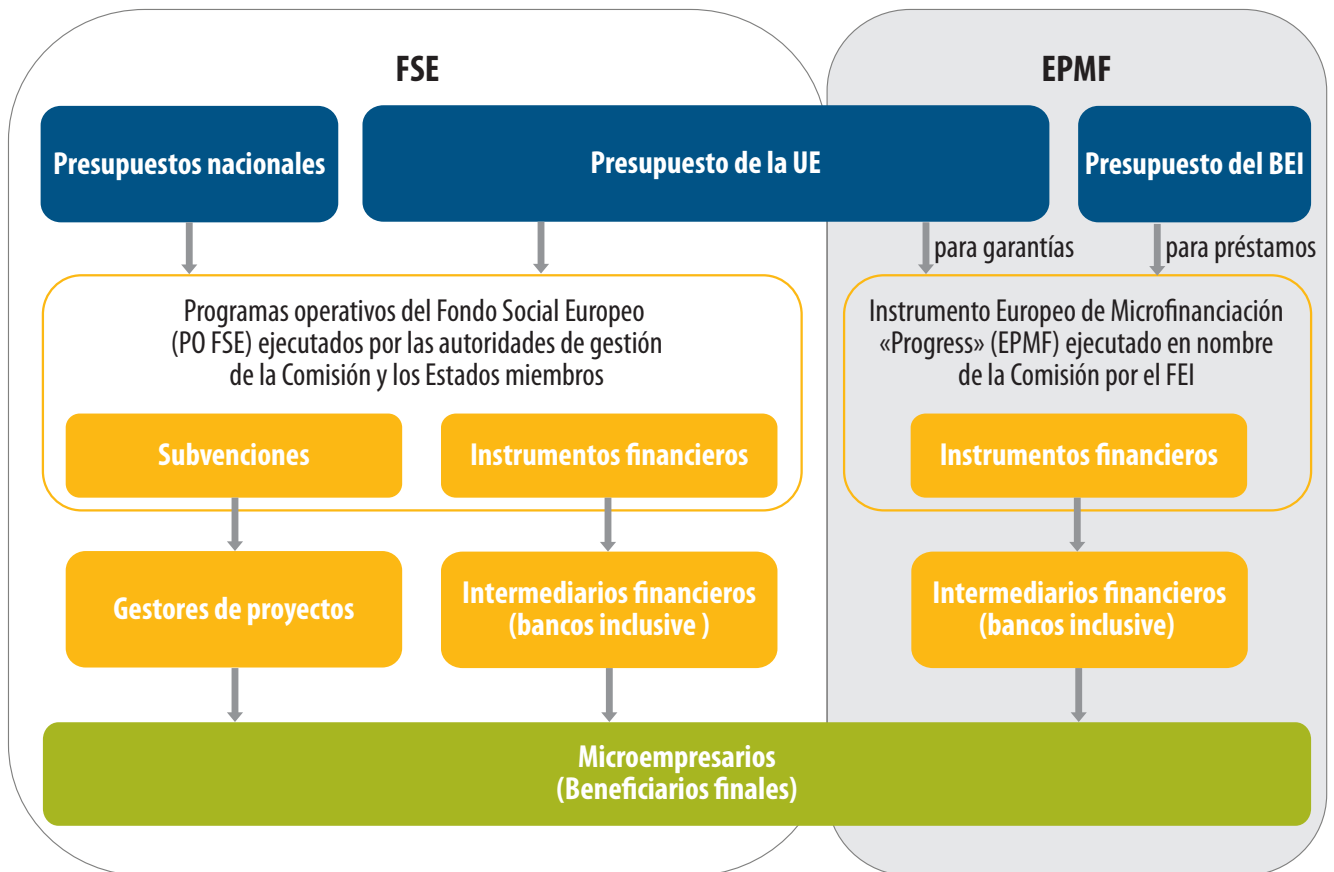 FSE
EPMF
Presupuestos nacionales
Presupuesto de la UE
Presupuesto del BEI
para garantías
para préstamos
Programas operativos del Fondo Social Europeo
(PO FSE) ejecutados por las autoridades de gestión
de la Comisión y los Estados miembros
Instrumento Europeo de Microfinanciación
«Progress» (EPMF) ejecutado en nombre
de la Comisión por el FEI
Subvenciones
Instrumentos financieros
Instrumentos financieros
Gestores de proyectos
Intermediarios financieros
(bancos inclusive )
Intermediarios financieros
(bancos inclusive)
Microempresarios
(Beneficiarios finales)